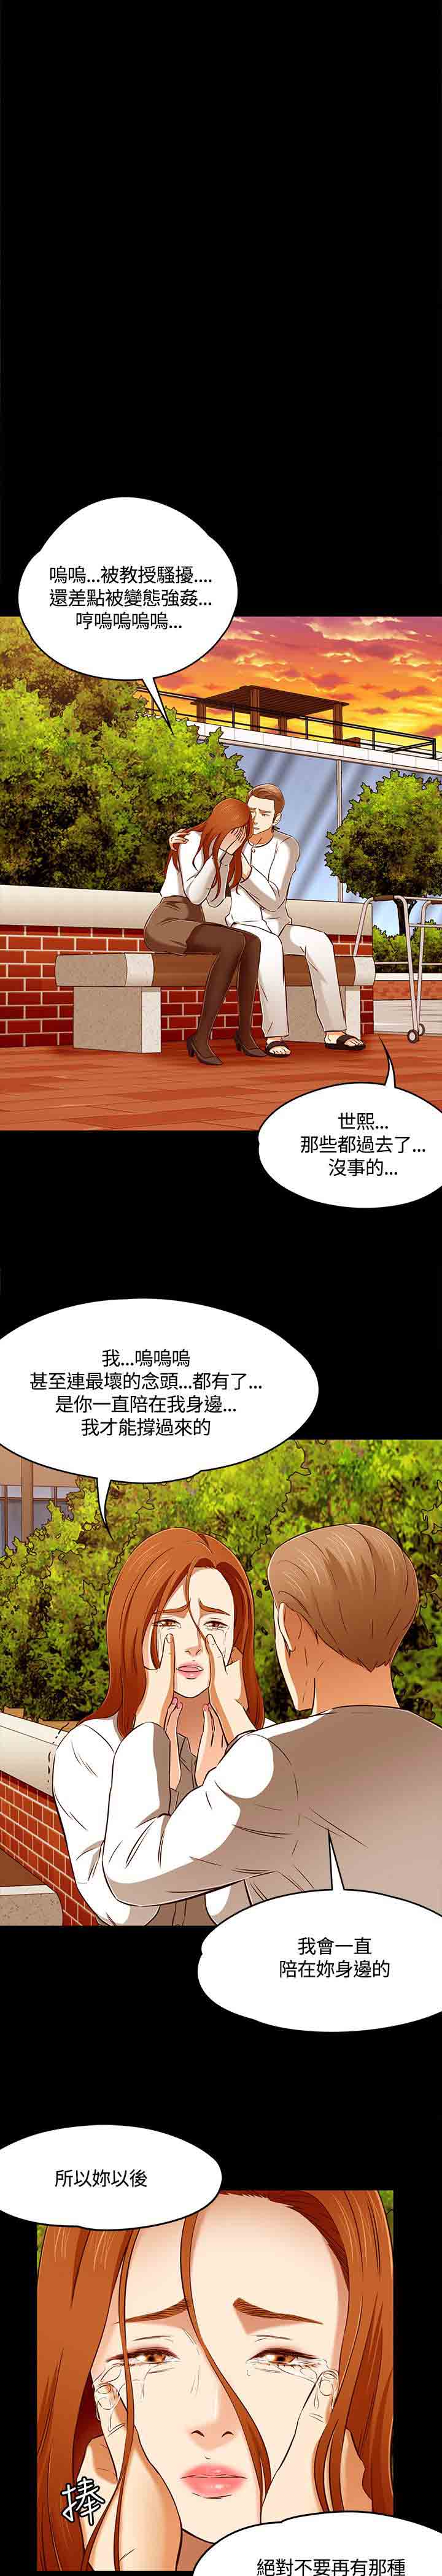 嗚嗚...被教授騷擾....
還差點被變態強姦...
哼嗚嗚嗚嗚...
世熙...
那些都過去了...
沒事的...
我...嗚嗚嗚
甚至連最壞的念頭...都有了...
是你一直陪在我身邊...
我才能撐過來的
我會一直
陪在妳身邊的
所以妳以後
捧
絕對不要再有那種